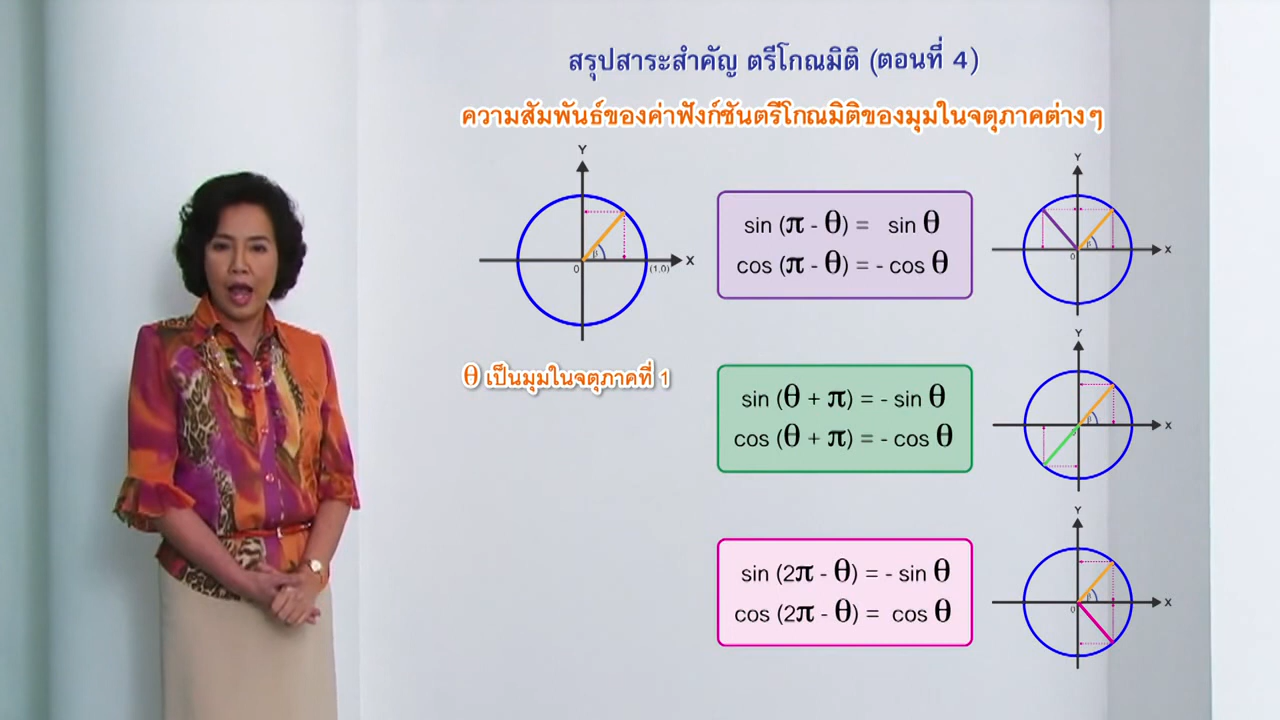 สรุปสาระสำคัญ ตรีโกณมิติ (ตอนที่ 4)
ความสัมพันธ์ของค่าฟังก์ชันตรีโกณมิติของมุมในจตุภาคต่างๆ
Y
X
0
(1,0)
θ เป็นมุมในจตุภาคที่ 1
sin (π - θ) = sin θ
cos (π - θ) = - cos θ
Y
X
0
sin (θ + π) = - sin θ
cos (θ + π) = - cos θ
Y
X
sin (2π - θ) = - sin θ
cos (2π - θ) = cos θ
Y
X
0